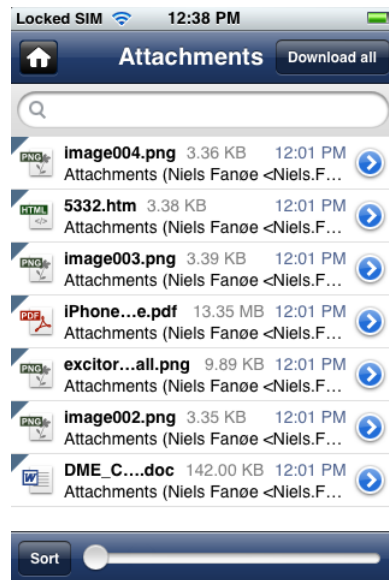 Locked SIM 12:38 PM
Attachments Download all
PNG image004.png 3.36 KB 12:01 PM
Attachments (Niels Fanøe <Niels.F...
HTML 5332.htm 3.38 KB 12:01 PM
Attachments (Niels Fanøe <Niels.F...
PNG image003.png 3.39 KB 12:01 PM
Attachments (Niels Fanøe <Niels.F...
PDF iPhone...e.pdf 13.35 MB 12:01 PM
Attachments (Niels Fanøe <Niels.F...
PNG excitor...all.png 9.89 KB 12:01 PM
Attachments (Niels Fanøe <Niels.F...
PNG image002.png 3.35 KB 12:01 PM
Attachments (Niels Fanøe <Niels.F...
W DME_C....doc 142.00 KB 12:01 PM
Attachments (Niels Fanøe <Niels.F...
Sort